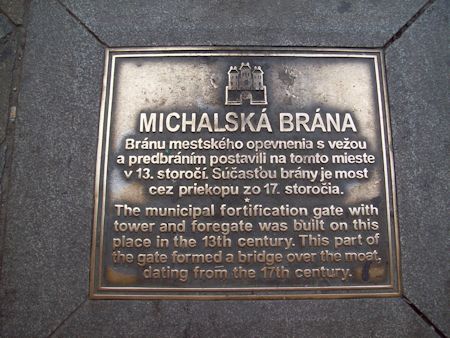 MICHALSKÁ BRÁNA
Bránu mestského opevnenia s vežou
a predbráním postavili na tomto mieste
v 13. storočí. Súčasťou brány je most
cez priekopu zo 17. storočia.
*
The municipal fortification gate with
tower and foregate was built on this
place in the 13th century. This part of
the gate formed a bridge over the moat,
dating from the 17th century.